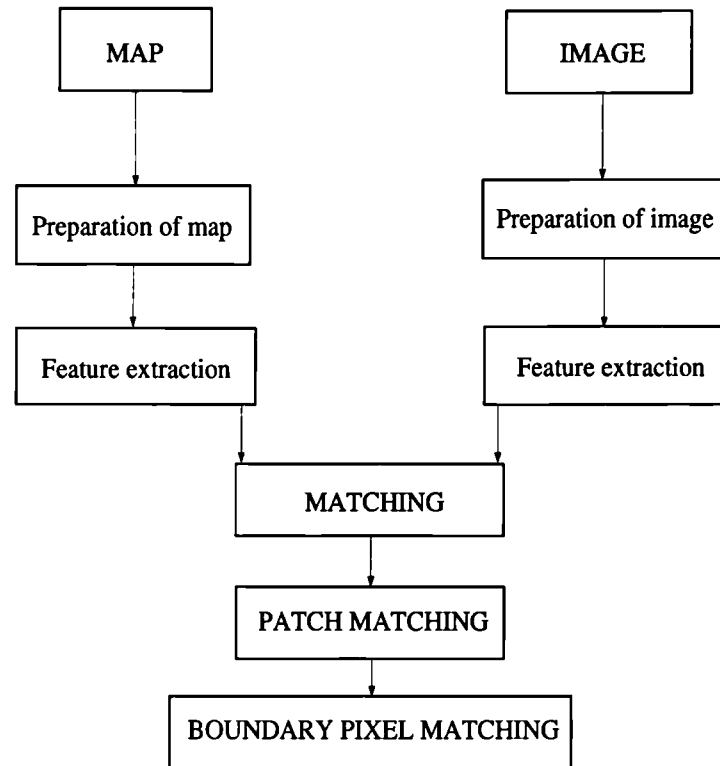 MAP
IMAGE
Preparation of map
Preparation of image
Feature extraction
Feature extraction
MATCHING
PATCH MATCHING
BOUNDARY PIXEL MATCHING